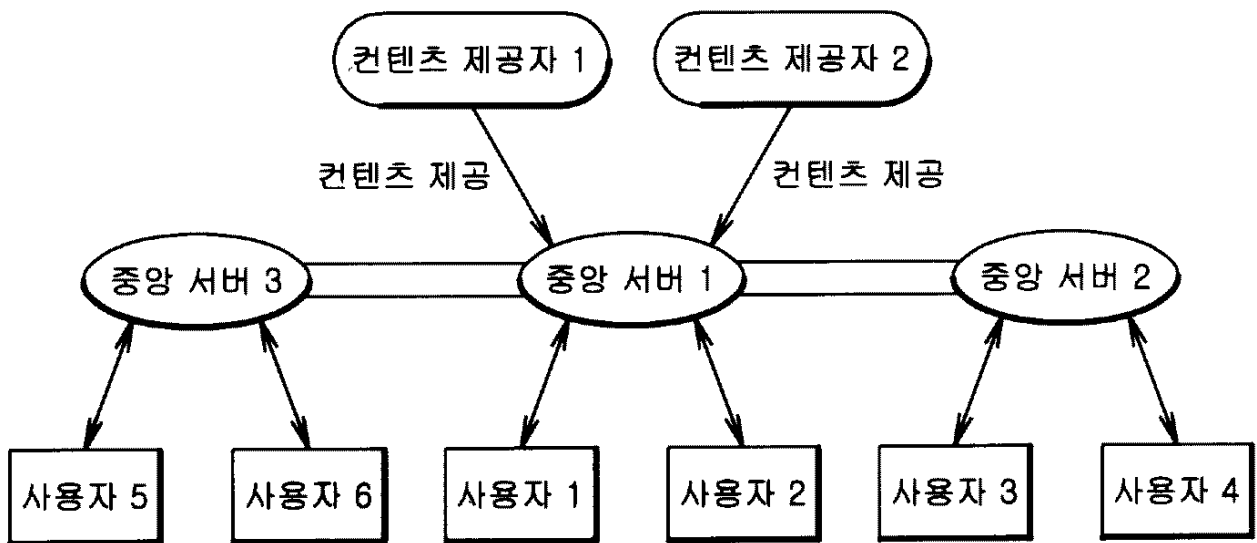 컨텐츠 제공자 1
컨텐츠 제공자 2
컨텐츠 제공
컨텐츠 제공
중앙 서버 3
중앙 서버 1
중앙 서버 2
사용자 5
사용자 6
사용자 1
사용자 2
사용자 3
사용자 4